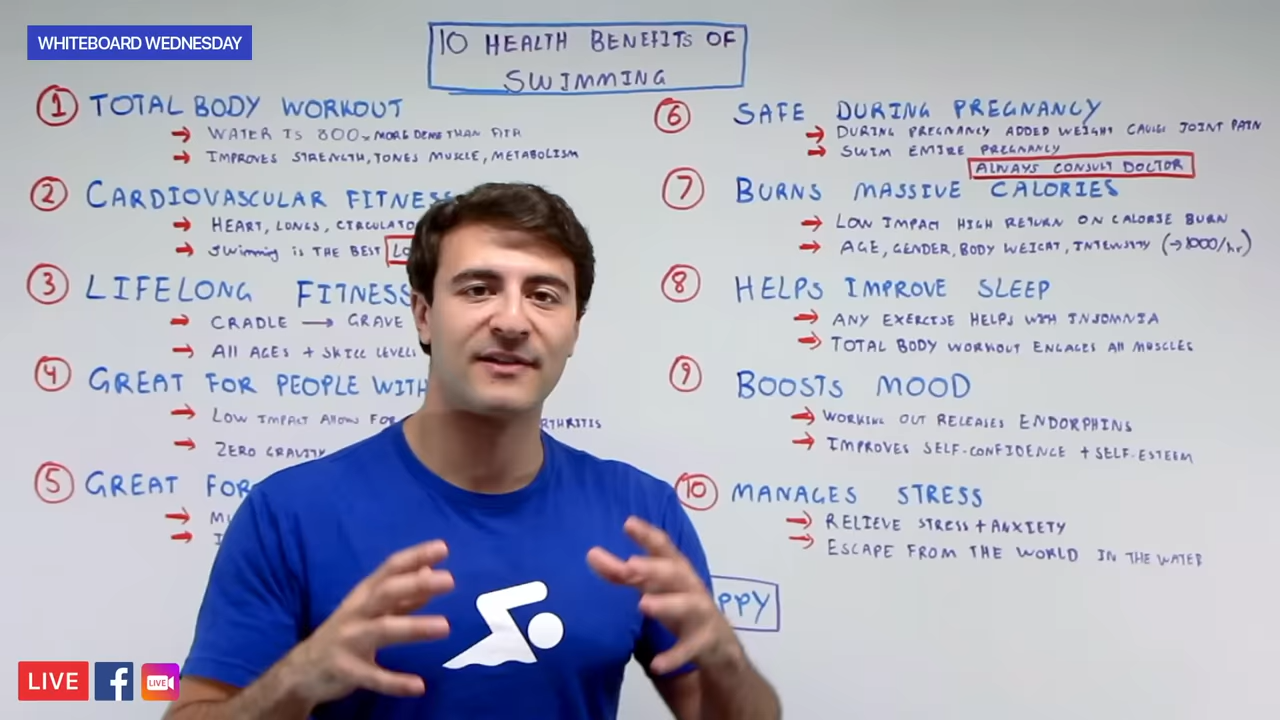 WHITEBOARD WEDNESDAY
10 HEALTH BENEFITS OF
SWIMMING
1 TOTAL BODY WORKOUT
→ WATER IS 800x MORE DENSE THAN AIR
→ IMPROVES STRENGTH, TONES MUSCLE, METABOLISM
2 CARDIOVASCULAR FITNESS
→ HEART, LUNGS, CIRCULATO
→ SWIMMING IS THE BEST LO
3 LIFELONG FITNESS
→ CRADLE → GRAVE
→ All AGES + SKILL LEVELS
4 GREAT FOR PEOPLE WITH
→ LOW IMPACT Allows FOR RTHRITIS
→ ZERO GRAVITY
5 GREAT FOR
→ MU
→ I
6 SAFE DURING PREGNANCY
→ DURING PREGNANCY ADDED WEIGHT CAUSE JOINT PAIN
→ SWIM ENTIRE PREGNANCY
ALWAYS CONSULT DOCTOR
7 BURNS MASSIVE CALORIES
→ LOW IMPACT HIGH RETURN ON CALORIE BURN
→ AGE, GENDER, BODY WEIGHT, INTENSITY (→1000/hr)
8 HELPS IMPROVE SLEEP
→ ANY EXERCISE HELPS WITH INSOMNIA
→ TOTAL BODY WORKOUT ENGAGES All MUSCLES
9 BOOSTS MOOD
→ WORKING OUT RELEASES ENDORPHINS
→ IMPROVES SELF-CONFIDENCE + SELF-ESTEEM
10 MANAGES STRESS
→ RELIEVE STRESS + ANXIETY
→ ESCAPE FROM THE WORLD IN THE WATER
PPY
LIVE f LIVE